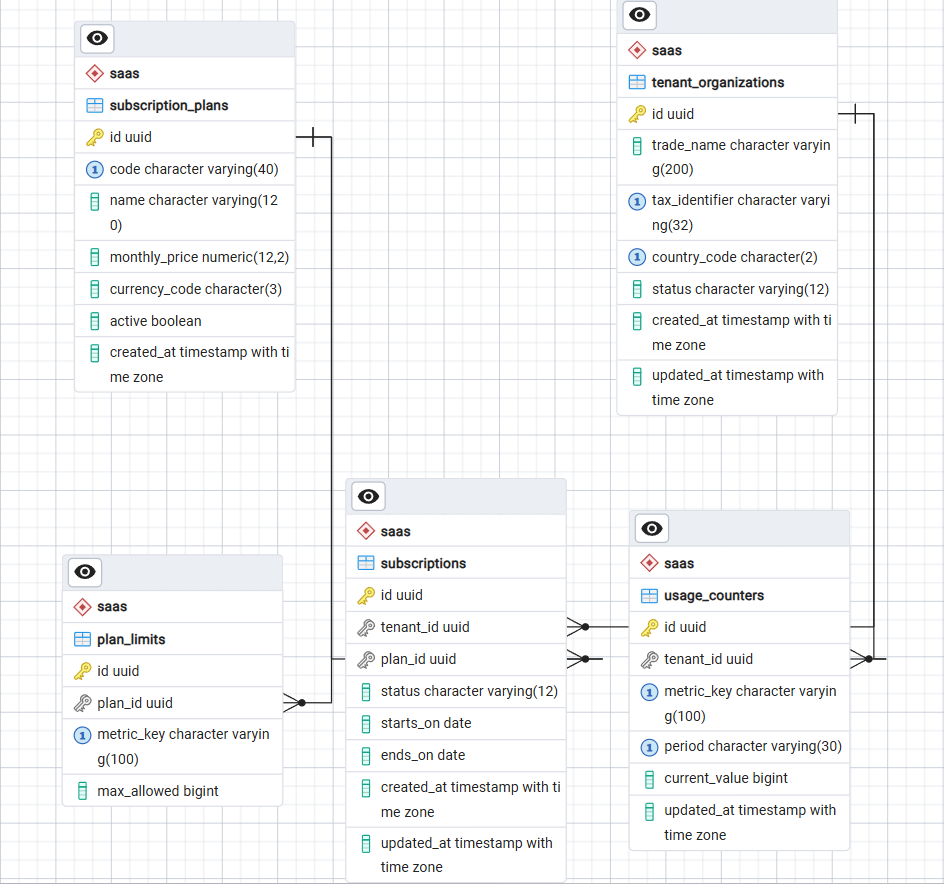 saas
subscription_plans
id uuid
code character varying(40)
name character varying(12
0)
monthly_price numeric(12,2)
currency_code character(3)
active boolean
created_at timestamp with ti
me zone
saas
tenant_organizations
id uuid
trade_name character varyin
g(200)
tax_identifier character varyi
ng(32)
country_code character(2)
status character varying(12)
created_at timestamp with ti
me zone
updated_at timestamp with
time zone
saas
plan_limits
id uuid
plan_id uuid
metric_key character varyin
g(100)
max_allowed bigint
saas
subscriptions
id uuid
tenant_id uuid
plan_id uuid
status character varying(12)
starts_on date
ends_on date
created_at timestamp with ti
me zone
updated_at timestamp with
time zone
saas
usage_counters
id uuid
tenant_id uuid
metric_key character varyin
g(100)
period character varying(30)
current_value bigint
updated_at timestamp with
time zone